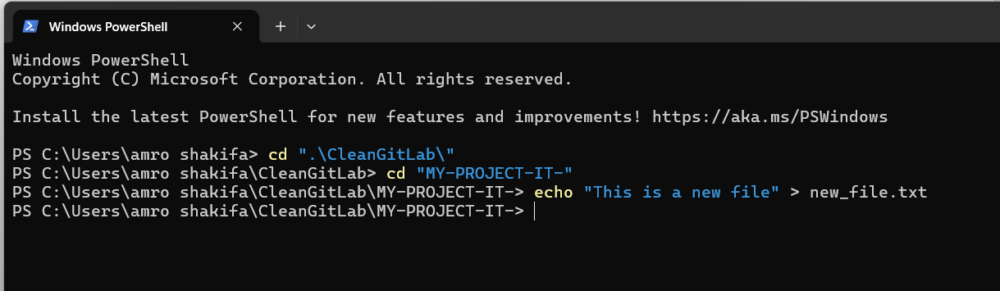 Windows PowerShell
Windows PowerShell
Copyright (C) Microsoft Corporation. All rights reserved.
Install the latest PowerShell for new features and improvements! https://aka.ms/PSWindows
PS C:\Users\amro shakifa> cd ".\CleanGitLab\"
PS C:\Users\amro shakifa\CleanGitLab> cd "MY-PROJECT-IT-"
PS C:\Users\amro shakifa\CleanGitLab\MY-PROJECT-IT-> echo "This is a new file" > new_file.txt
PS C:\Users\amro shakifa\CleanGitLab\MY-PROJECT-IT->